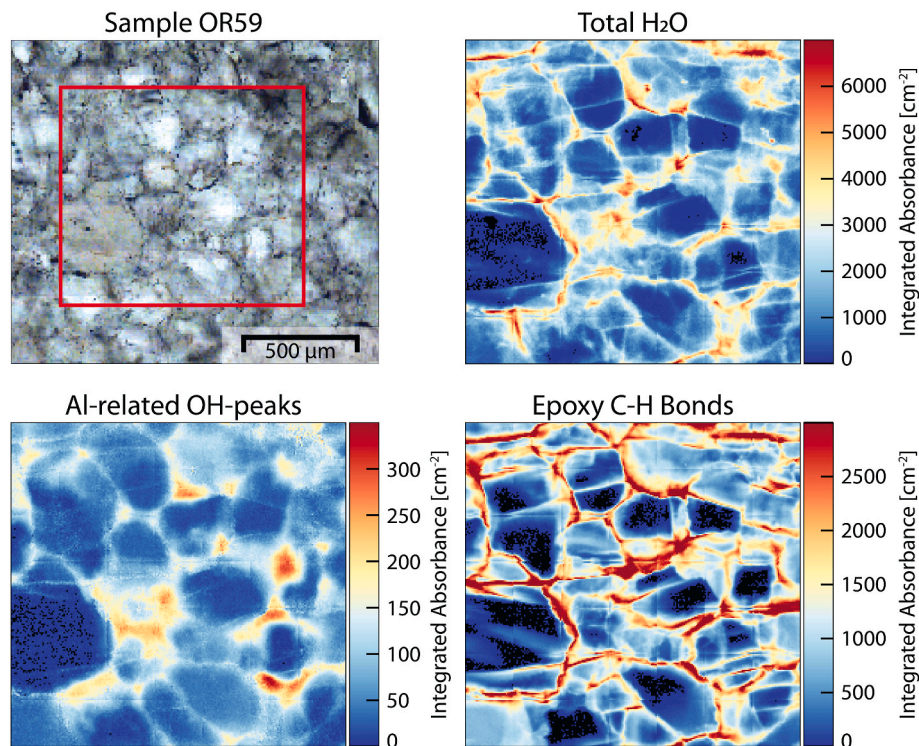 Sample OR59
500 μm
Total H₂O
6000
5000
4000
3000
2000
1000
0
Integrated Absorbance [cm⁻²]
Al-related OH-peaks
300
250
200
150
100
50
0
Integrated Absorbance [cm⁻²]
Epoxy C-H Bonds
2500
2000
1500
1000
500
0
Integrated Absorbance [cm⁻²]